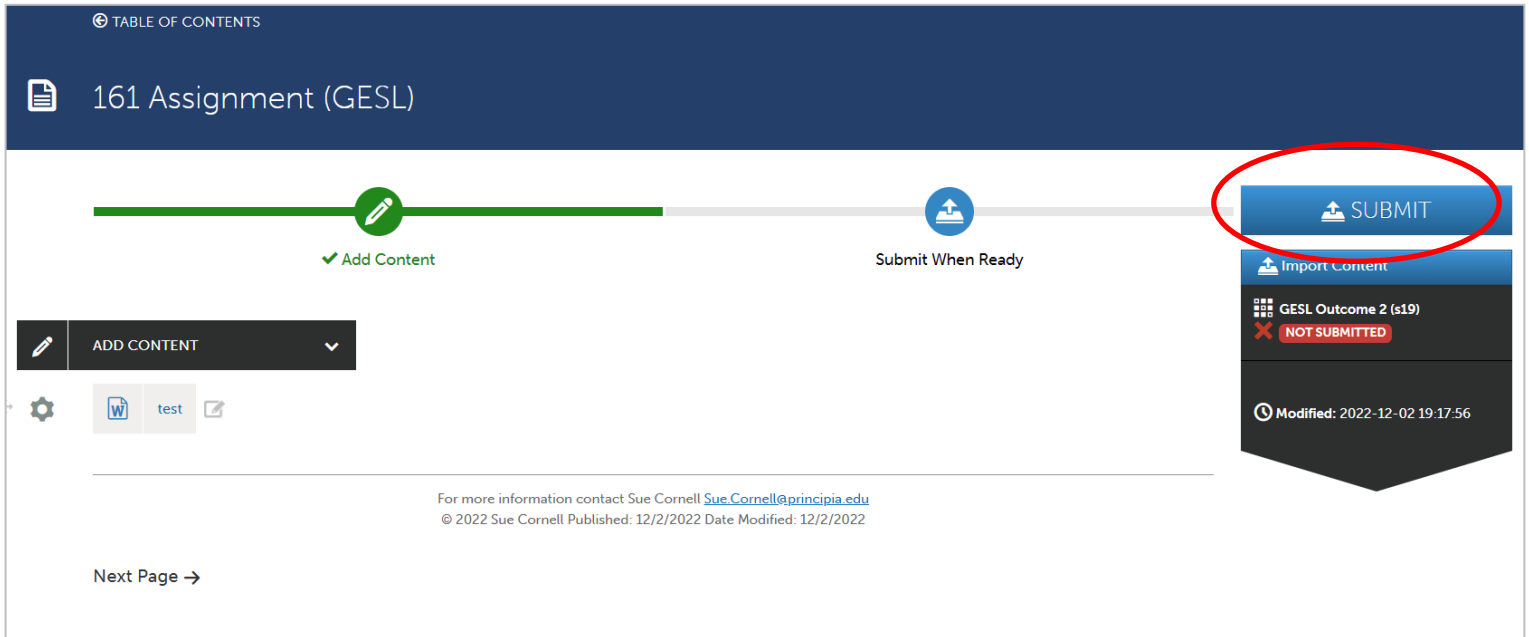 TABLE OF CONTENTS
161 Assignment (GESL)
SUBMIT
Add Content
Submit When Ready
Import Content
GESL Outcome 2 (s19)
NOT SUBMITTED
ADD CONTENT
W test
Modified: 2022-12-02 19:17:56
For more information contact Sue Cornell Sue.Cornell@principia.edu
© 2022 Sue Cornell Published: 12/2/2022 Date Modified: 12/2/2022
Next Page →